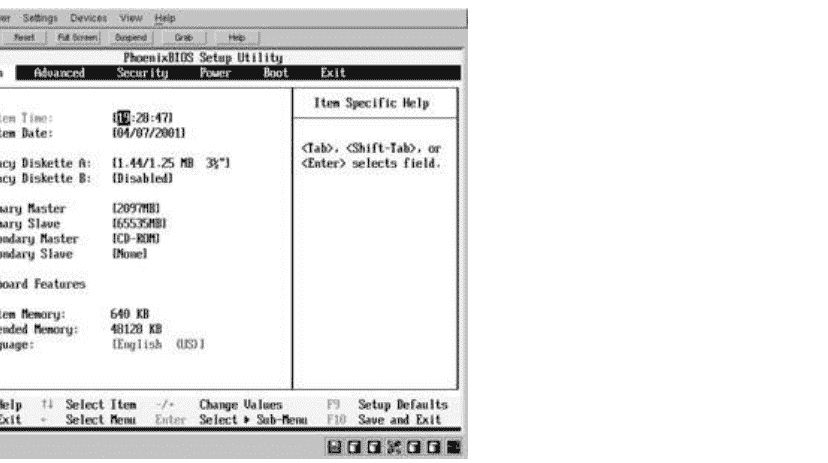 er Settings Devices View Help
Reset Full Screen Suspend Grab Help
PhoenixBIOS Setup Utility
n Advanced Security Power Boot Exit
Item Specific Help
tem Time: [19:28:47]
tem Date: [04/07/2001]
<Tab>, <Shift-Tab>, or
acy Diskette A: [1.44/1.25 MB 3½"] <Enter> selects field.
acy Diskette B: [Disabled]
mary Master [2097MB]
mary Slave [65535MB]
ondary Master [CD-ROM]
ondary Slave [None]
board Features
tem Memory: 640 KB
ended Memory: 48128 KB
guage: [English (US)]
Help ↑↓ Select Item -/+ Change Values F9 Setup Defaults
Exit ← Select Menu Enter Select ▶ Sub-Menu F10 Save and Exit